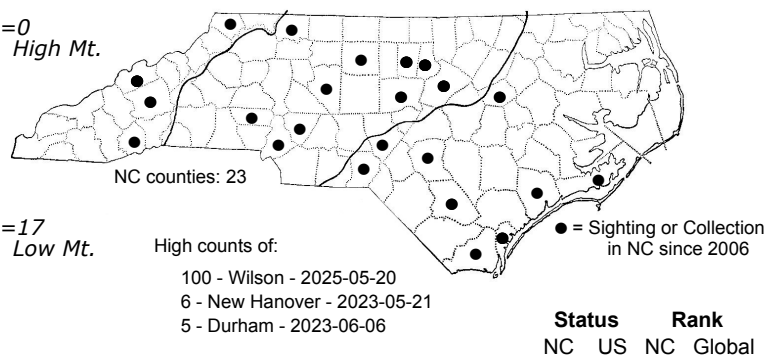 =0
High Mt.
NC counties: 23
=17
Low Mt.
High counts of:
100 - Wilson - 2025-05-20
6 - New Hanover - 2023-05-21
5 - Durham - 2023-06-06
● = Sighting or Collection
in NC since 2006
Status Rank
NC US NC Global